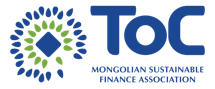 ToC
MONGOLIAN SUSTAINABLE
FINANCE ASSOCIATION